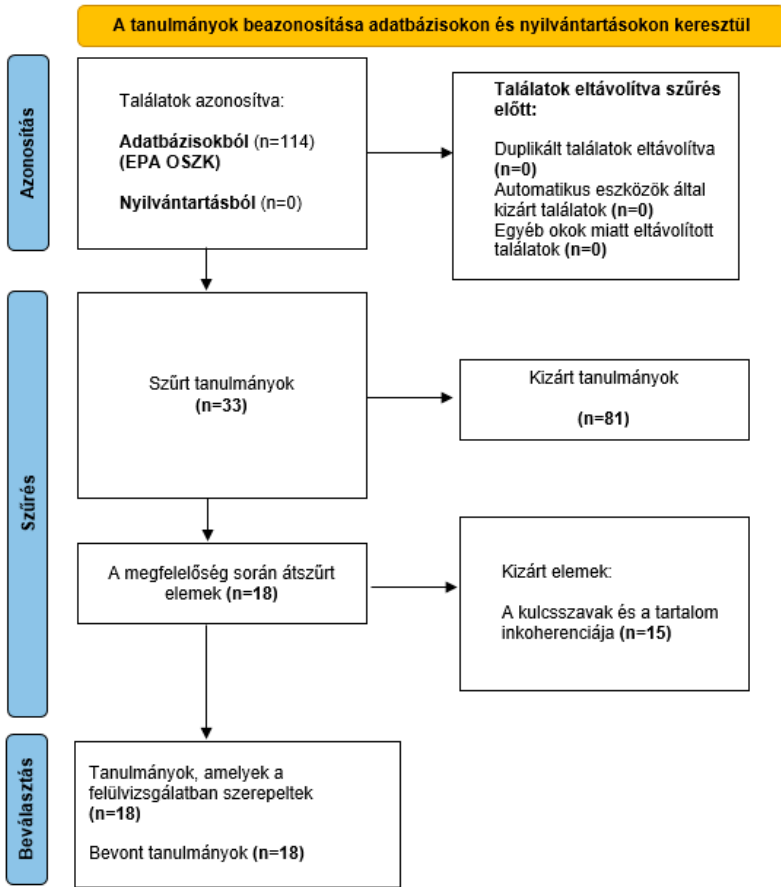 A tanulmányok beazonosítása adatbázisokon és nyilvántartásokon keresztül
Azonosítás
Találatok azonosítva:
Adatbázisokból (n=114)
(EPA OSZK)
Nyilvántartásból (n=0)
Találatok eltávolítva szűrés
előtt:
Duplikált találatok eltávolítva
(n=0)
Automatikus eszközök által
kizárt találatok (n=0)
Egyéb okok miatt eltávolított
találatok (n=0)
Szűrés
Szűrt tanulmányok
(n=33)
Kizárt tanulmányok
(n=81)
A megfelelőség során átszűrt
elemek (n=18)
Kizárt elemek:
A kulcsszavak és a tartalom
inkoherenciája (n=15)
Beválasztás
Tanulmányok, amelyek a
felülvizsgálatban szerepeltek
(n=18)
Bevont tanulmányok (n=18)